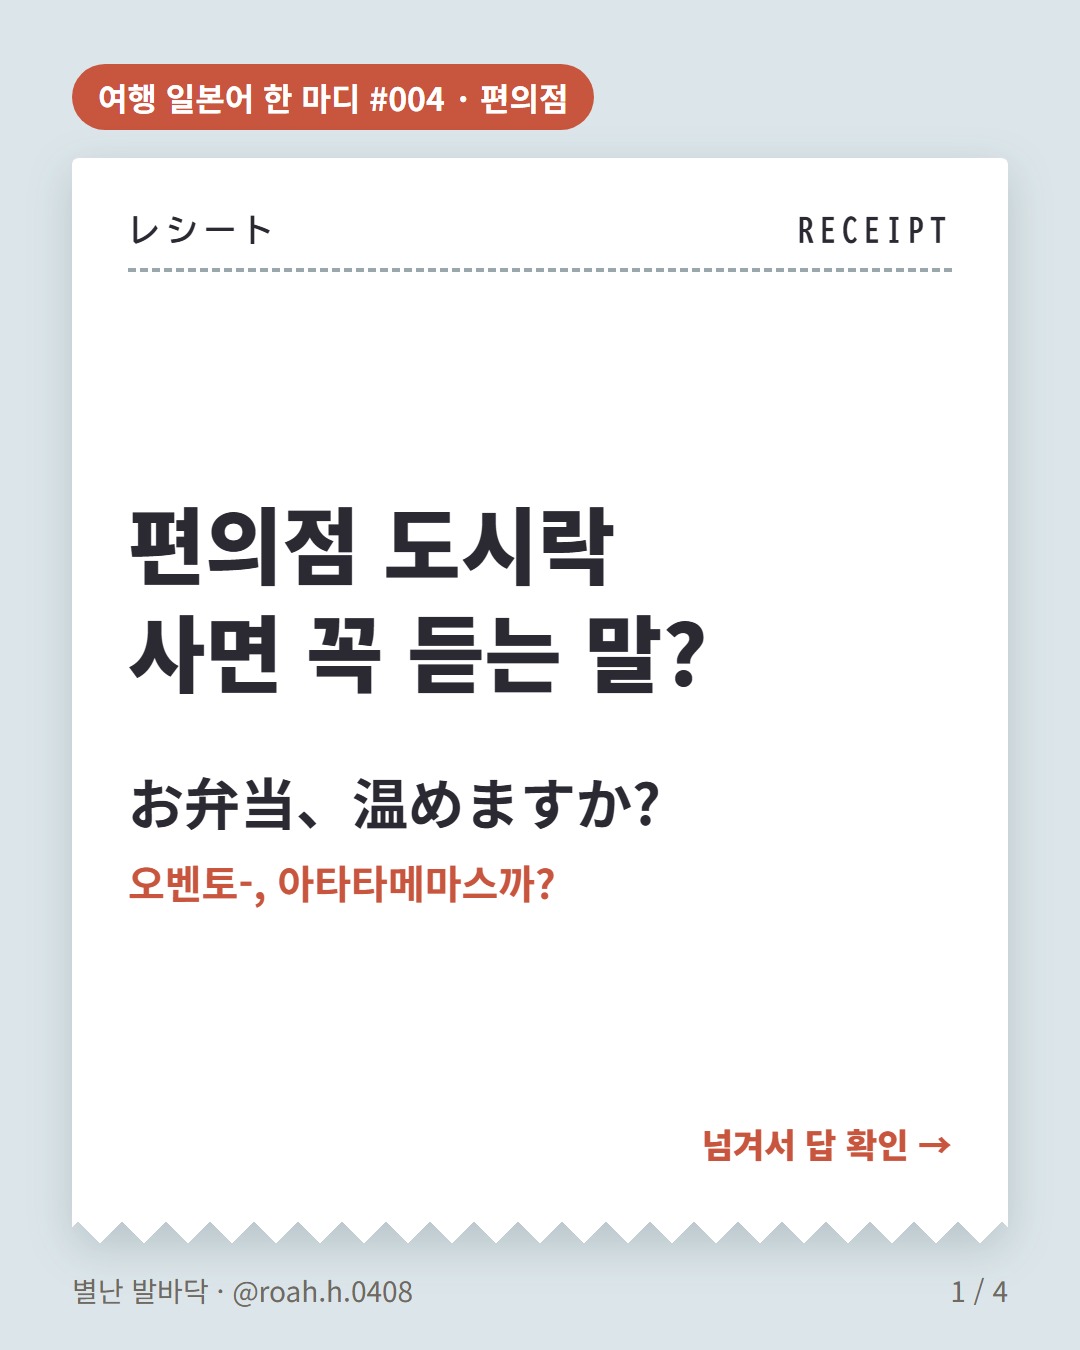 여행 일본어 한 마디 #004 · 편의점
レシート RECEIPT
편의점 도시락
사면 꼭 듣는 말?
お弁当、温めますか?
오벤토-, 아타타메마스까?
넘겨서 답 확인 →
별난 발바닥 · @roah.h.0408
1 / 4